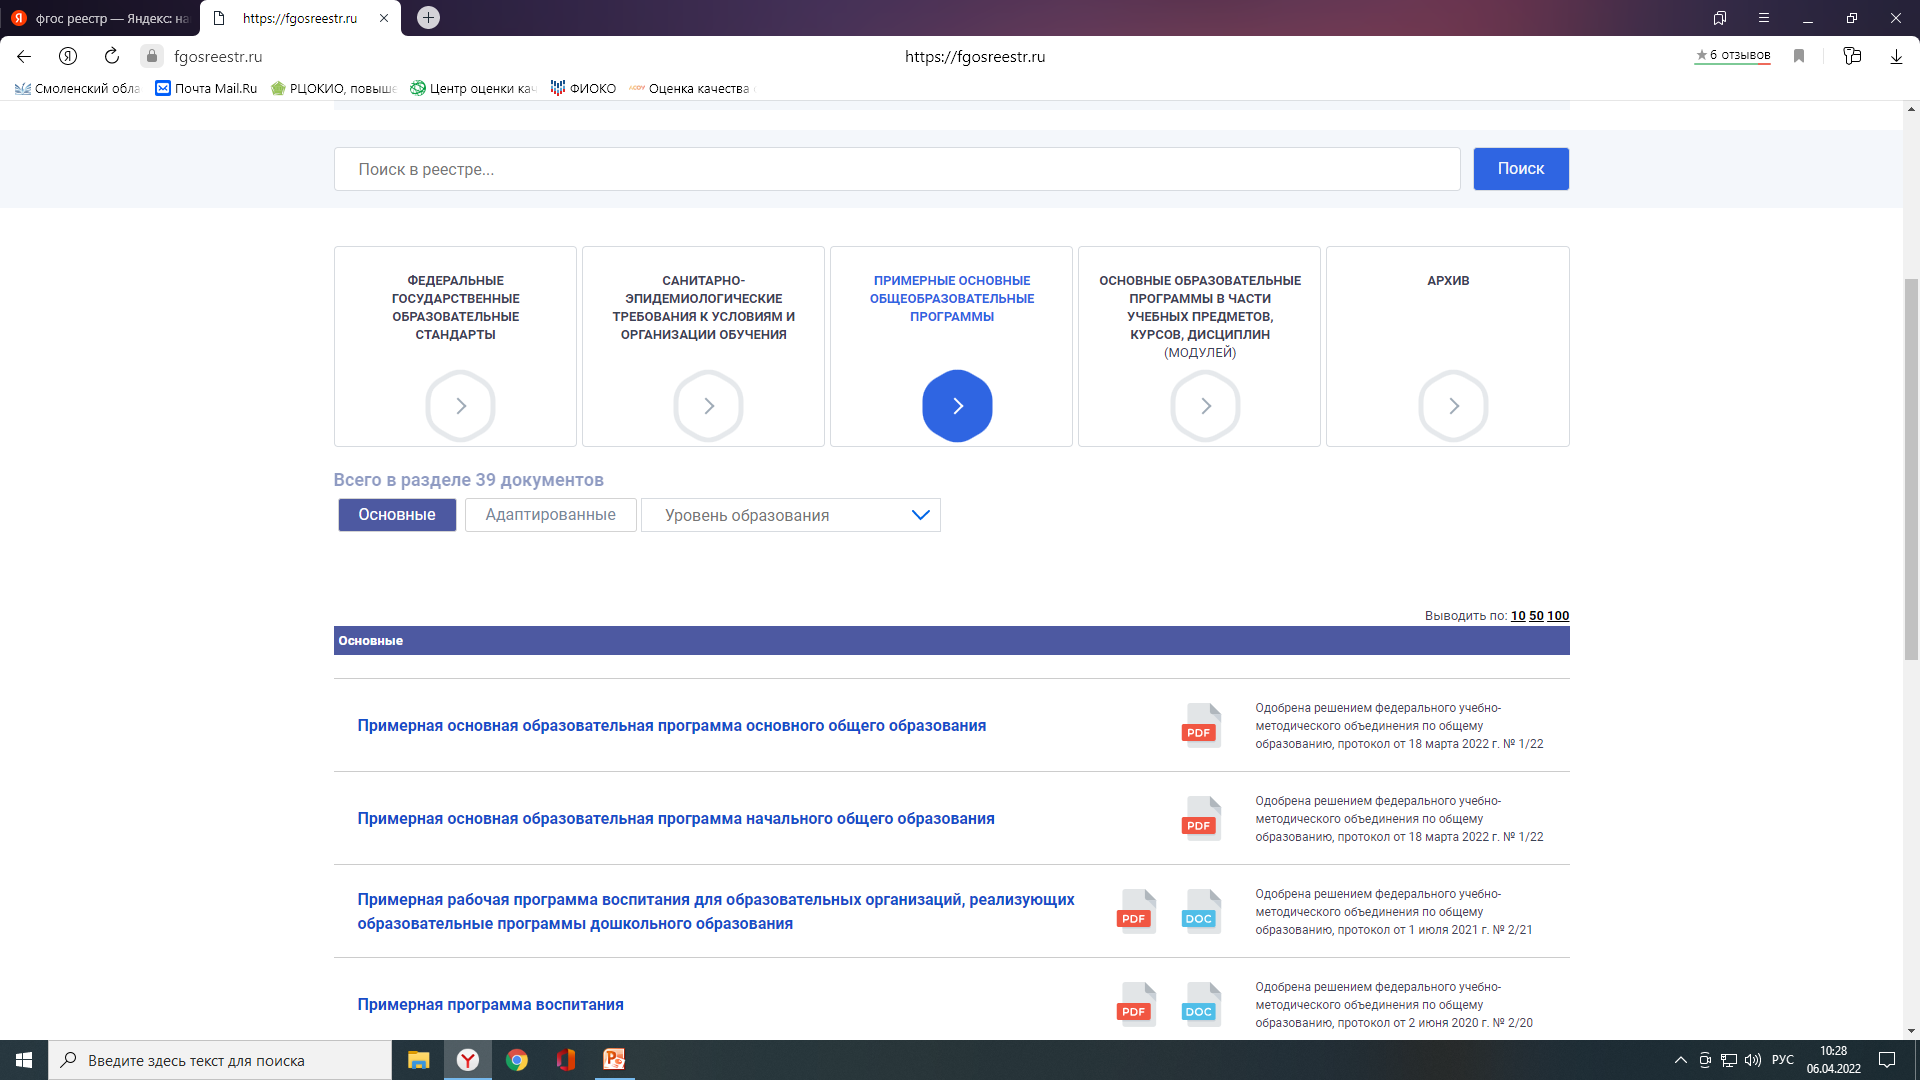 фгос реестр — Яндекс: на
https://fgosreestr.ru
fgosreestr.ru
https://fgosreestr.ru
6 отзывов
Смоленский обла
Почта Mail.Ru
РЦОКИО, повыше
Центр оценки кач
ФИОКО
Оценка качества
Поиск в реестре...
Поиск
ФЕДЕРАЛЬНЫЕ
ГОСУДАРСТВЕННЫЕ
ОБРАЗОВАТЕЛЬНЫЕ
СТАНДАРТЫ
САНИТАРНО-
ЭПИДЕМИОЛОГИЧЕСКИЕ
ТРЕБОВАНИЯ К УСЛОВИЯМ И
ОРГАНИЗАЦИИ ОБУЧЕНИЯ
ПРИМЕРНЫЕ ОСНОВНЫЕ
ОБЩЕОБРАЗОВАТЕЛЬНЫЕ
ПРОГРАММЫ
ОСНОВНЫЕ ОБРАЗОВАТЕЛЬНЫЕ
ПРОГРАММЫ В ЧАСТИ
УЧЕБНЫХ ПРЕДМЕТОВ,
КУРСОВ, ДИСЦИПЛИН
(МОДУЛЕЙ)
АРХИВ
Всего в разделе 39 документов
Основные
Адаптированные
Уровень образования
Выводить по: 10 50 100
Основные
Примерная основная образовательная программа основного общего образования
PDF
Одобрена решением федерального учебно-
методического объединения по общему
образованию, протокол от 18 марта 2022 г. № 1/22
Примерная основная образовательная программа начального общего образования
PDF
Одобрена решением федерального учебно-
методического объединения по общему
образованию, протокол от 18 марта 2022 г. № 1/22
Примерная рабочая программа воспитания для образовательных организаций, реализующих
образовательные программы дошкольного образования
PDF
DOC
Одобрена решением федерального учебно-
методического объединения по общему
образованию, протокол от 1 июля 2021 г. № 2/21
Примерная программа воспитания
PDF
DOC
Одобрена решением федерального учебно-
методического объединения по общему
образованию, протокол от 2 июня 2020 г. № 2/20
Введите здесь текст для поиска
РУС
10:28
06.04.2022